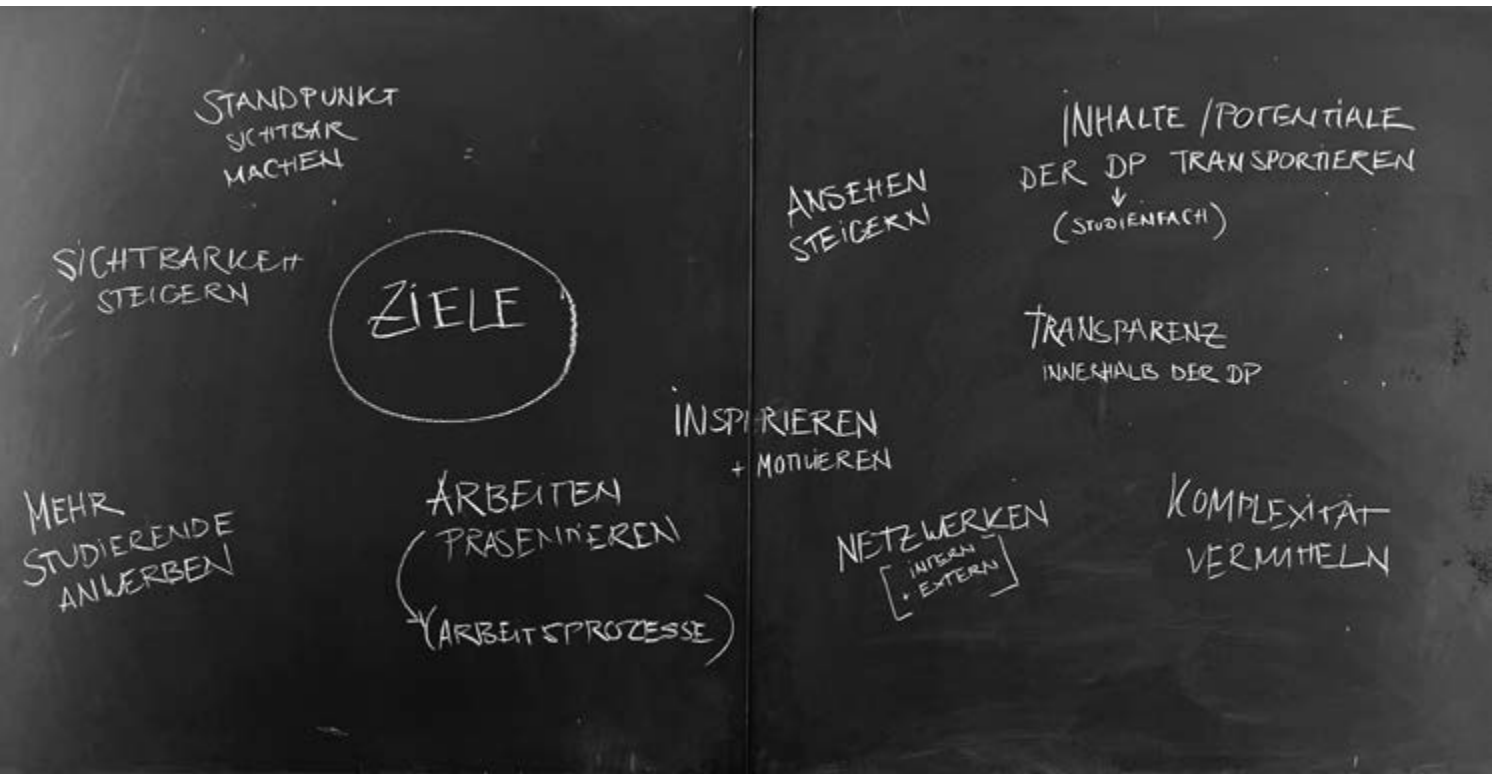 STANDPUNKT
SICHTBAR
MACHEN
SICHTBARKEIT
STEIGERN
ZIELE
MEHR
STUDIERENDE
ANWERBEN
ARBEITEN
PRÄSENTIEREN
(ARBEITSPROZESSE)
INSPIRIEREN
+ MOTIVIEREN
ANSEHEN
STEIGERN
INHALTE / POTENTIALE
DER DP TRANSPORTIEREN
(STUDIENFACH)
TRANSPARENZ
INNERHALB DER DP
NETZWERKEN
[INTERN
+ EXTERN]
KOMPLEXITÄT
VERMITTELN